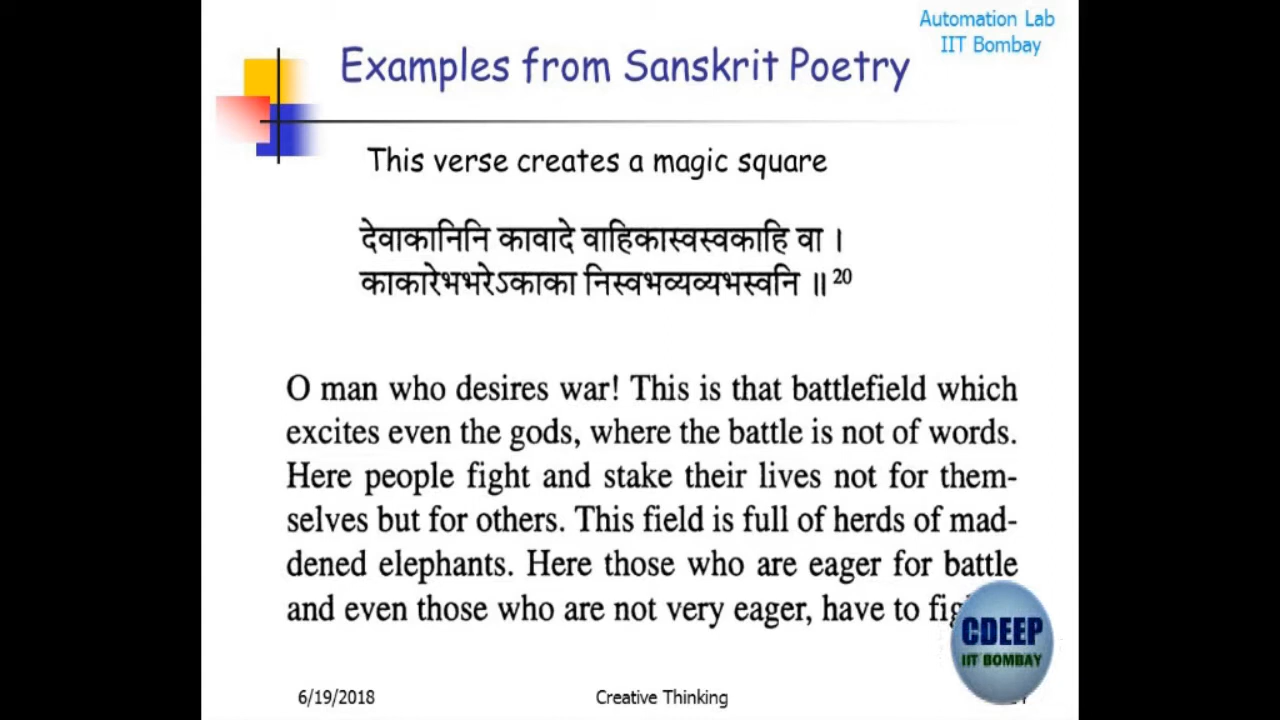 Automation Lab
IIT Bombay
Examples from Sanskrit Poetry
This verse creates a magic square
देवाकानिनि कावादे वाहिकास्वस्वकाहि वा ।
काकारेभभरेऽकाका निस्वभव्यव्यभस्वनि ॥ 20
O man who desires war! This is that battlefield which
excites even the gods, where the battle is not of words.
Here people fight and stake their lives not for them-
selves but for others. This field is full of herds of mad-
dened elephants. Here those who are eager for battle
and even those who are not very eager, have to
CDEEP
IIT BOMBAY
6/19/2018 Creative Thinking